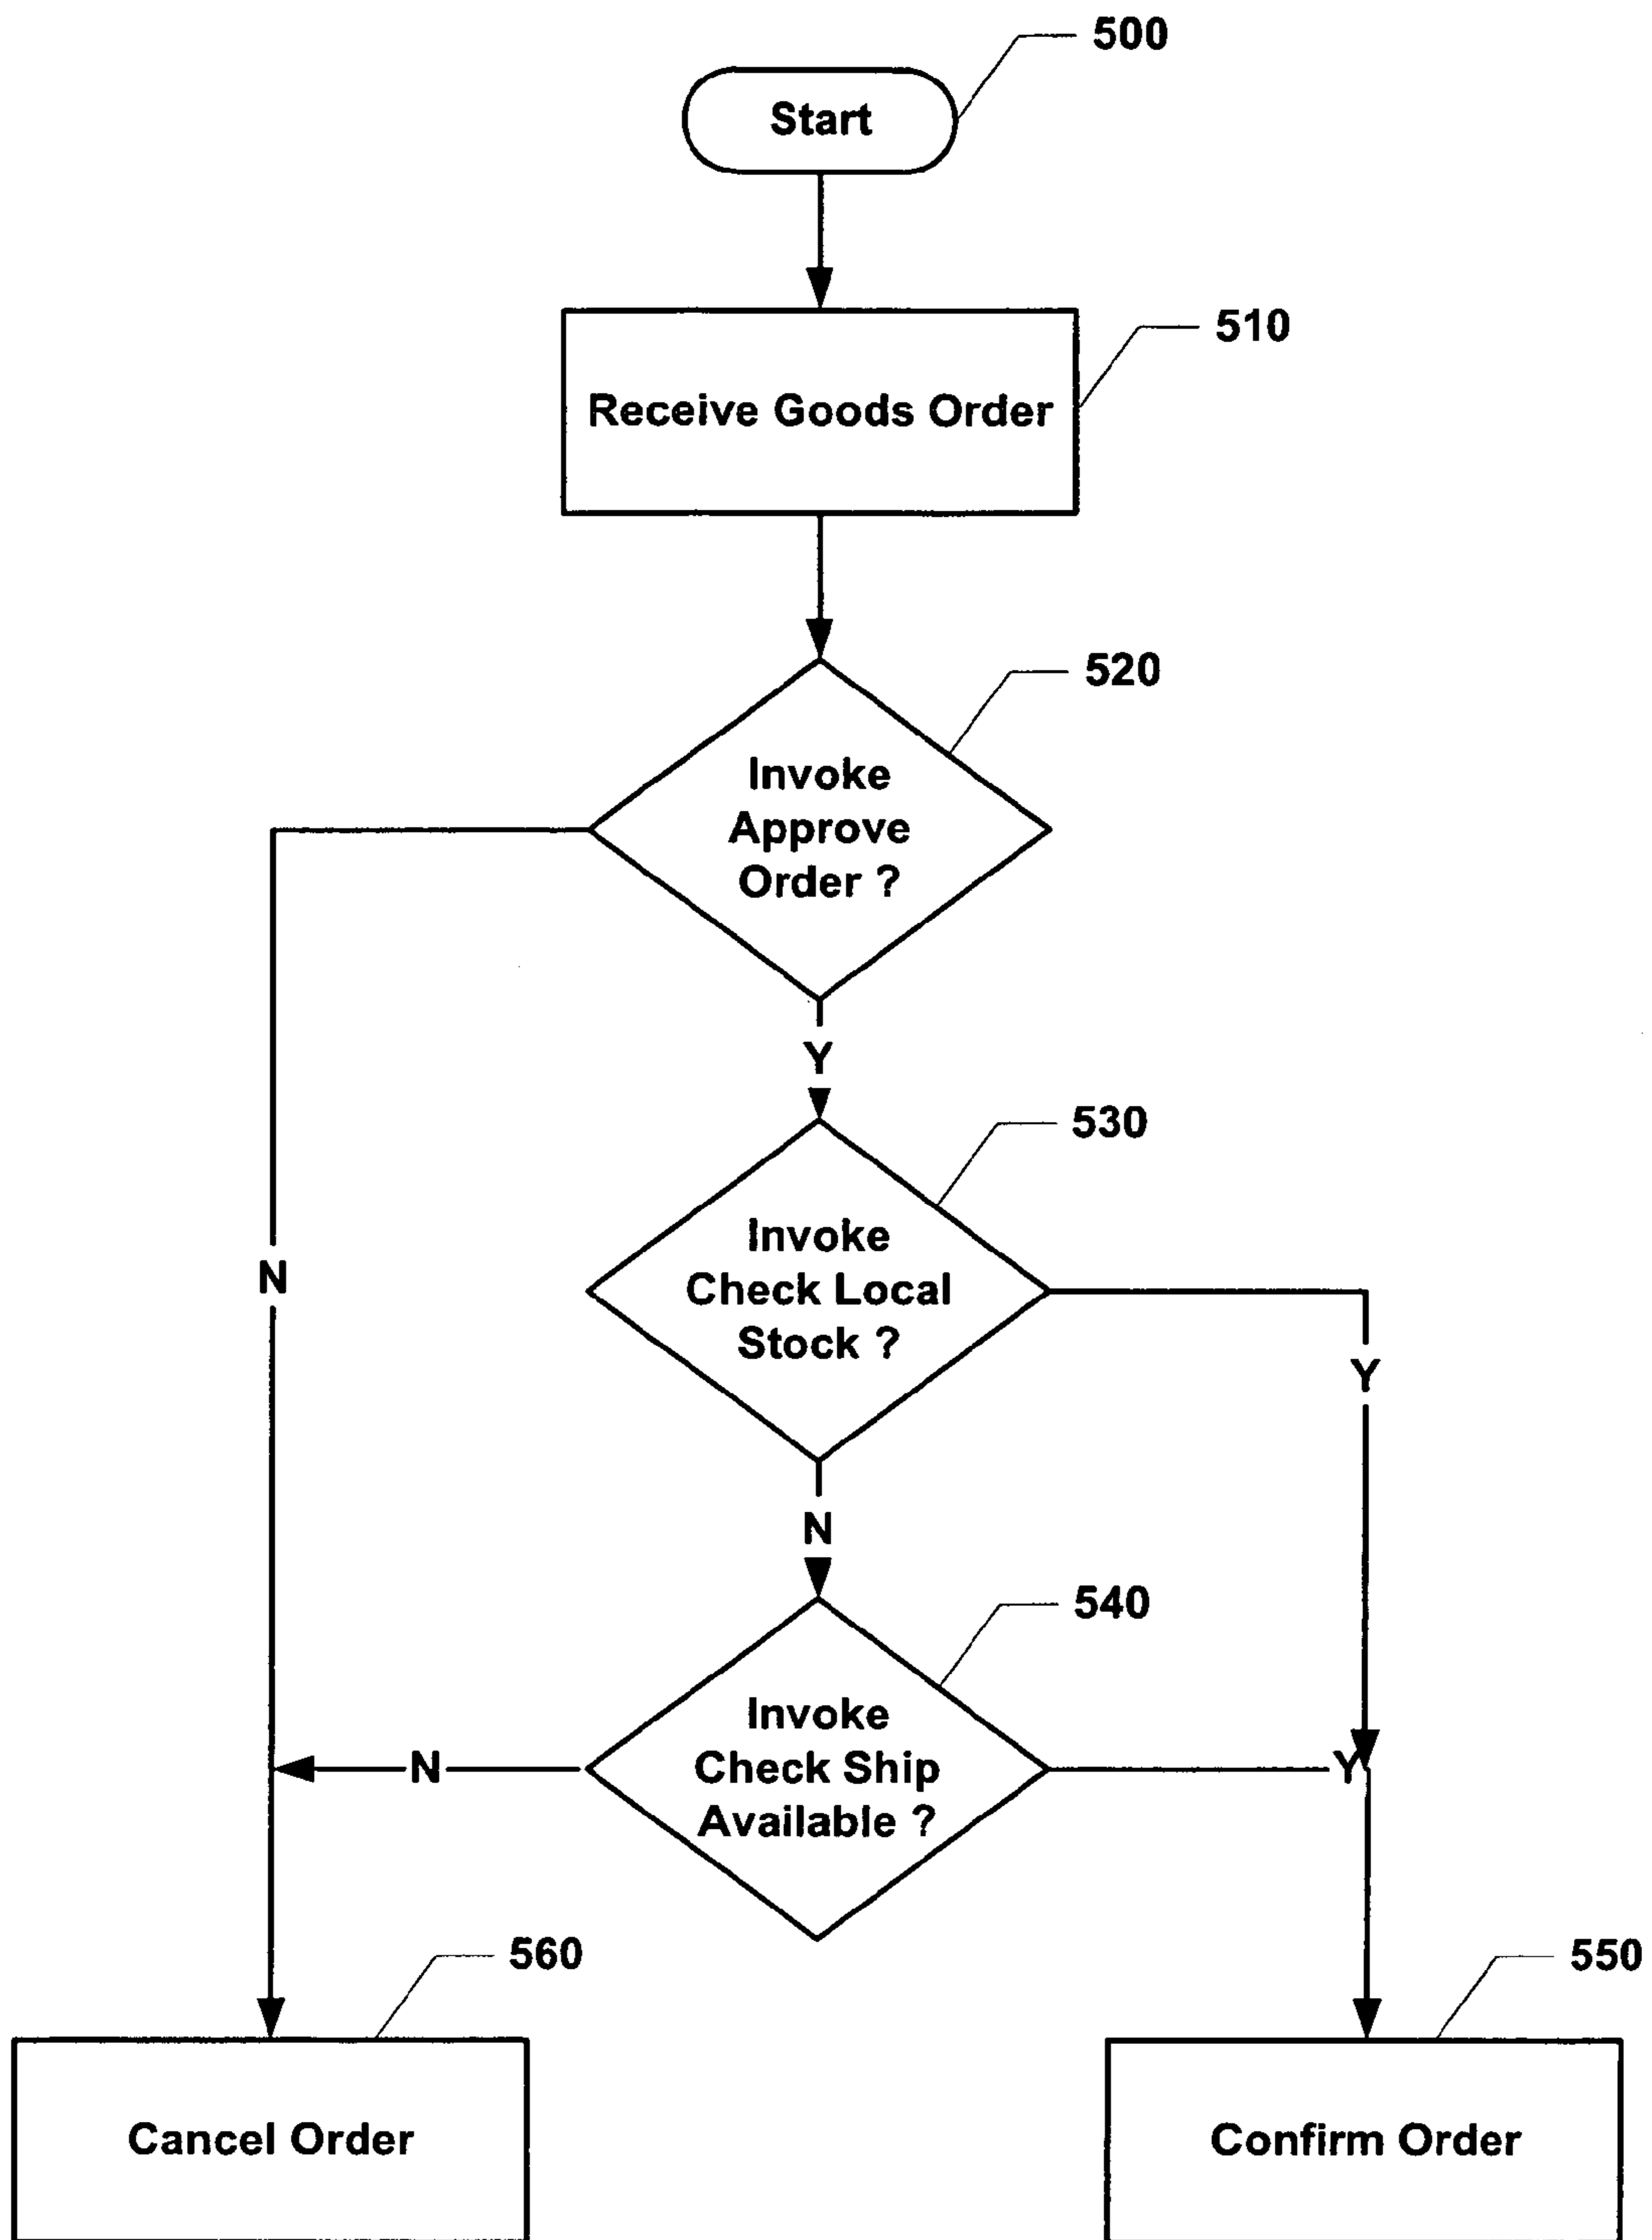 500
Start
510
Receive Goods Order
520
Invoke
Approve
Order ?
Y
530
Invoke
Check Local
Stock ?
N
Y
N
540
Invoke
Check Ship
Available ?
N
Y
560
550
Cancel Order
Confirm Order